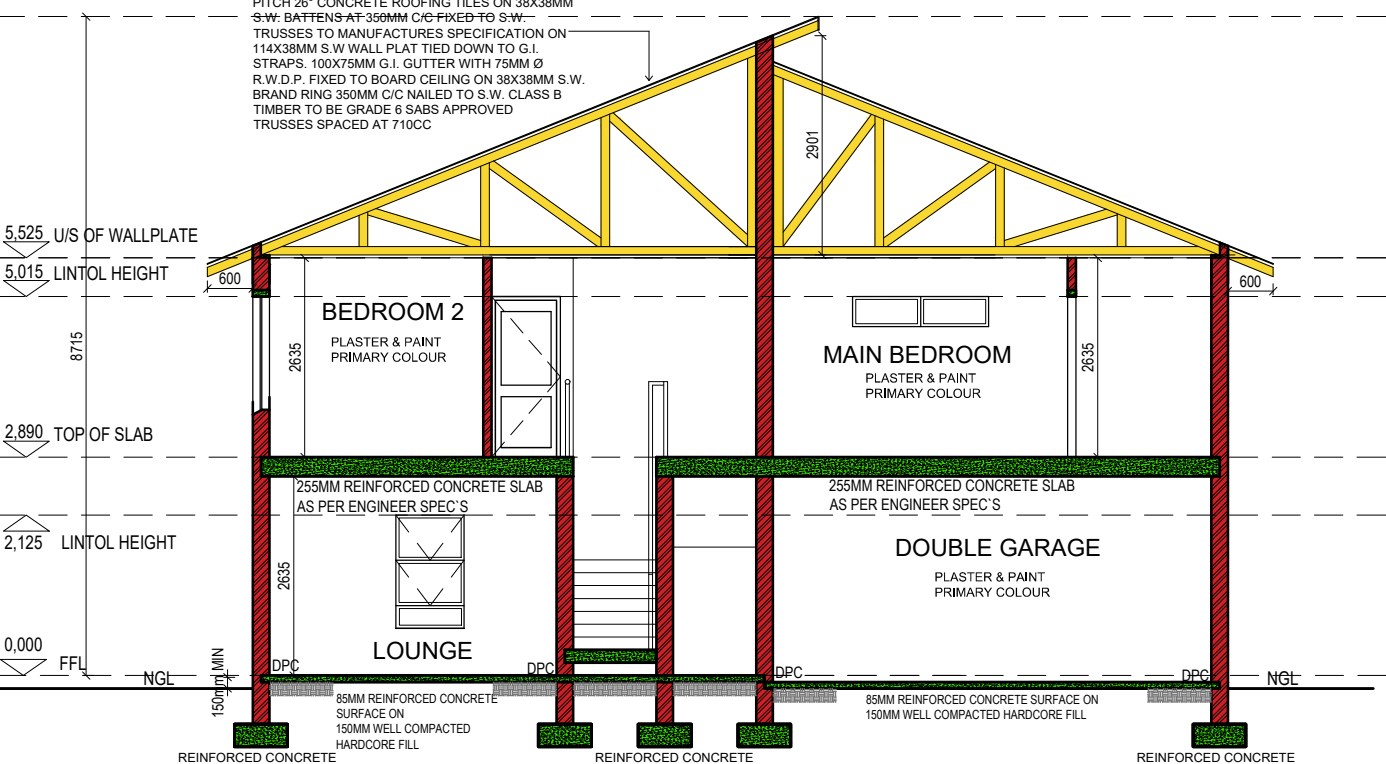 PITCH 26° CONCRETE ROOFING TILES ON 38X38MM
S.W. BATTENS AT 350MM C/C FIXED TO S.W.
TRUSSES TO MANUFACTURES SPECIFICATION ON
114X38MM S.W WALL PLAT TIED DOWN TO G.I.
STRAPS. 100X75MM G.I. GUTTER WITH 75MM Ø
R.W.D.P. FIXED TO BOARD CEILING ON 38X38MM S.W.
BRAND RING 350MM C/C NAILED TO S.W. CLASS B
TIMBER TO BE GRADE 6 SABS APPROVED
TRUSSES SPACED AT 710CC
2901
5,525 U/S OF WALLPLATE
5,015 LINTOL HEIGHT
600
600
8715
BEDROOM 2
PLASTER & PAINT
PRIMARY COLOUR
2635
MAIN BEDROOM
PLASTER & PAINT
PRIMARY COLOUR
2635
2,890 TOP OF SLAB
255MM REINFORCED CONCRETE SLAB
AS PER ENGINEER SPEC`S
255MM REINFORCED CONCRETE SLAB
AS PER ENGINEER SPEC`S
2,125 LINTOL HEIGHT
2635
DOUBLE GARAGE
PLASTER & PAINT
PRIMARY COLOUR
LOUNGE
0,000
FFL
NGL
150mm MIN
DPC
DPC
DPC
DPC
NGL
85MM REINFORCED CONCRETE
SURFACE ON
150MM WELL COMPACTED
HARDCORE FILL
85MM REINFORCED CONCRETE SURFACE ON
150MM WELL COMPACTED HARDCORE FILL
REINFORCED CONCRETE
REINFORCED CONCRETE
REINFORCED CONCRETE